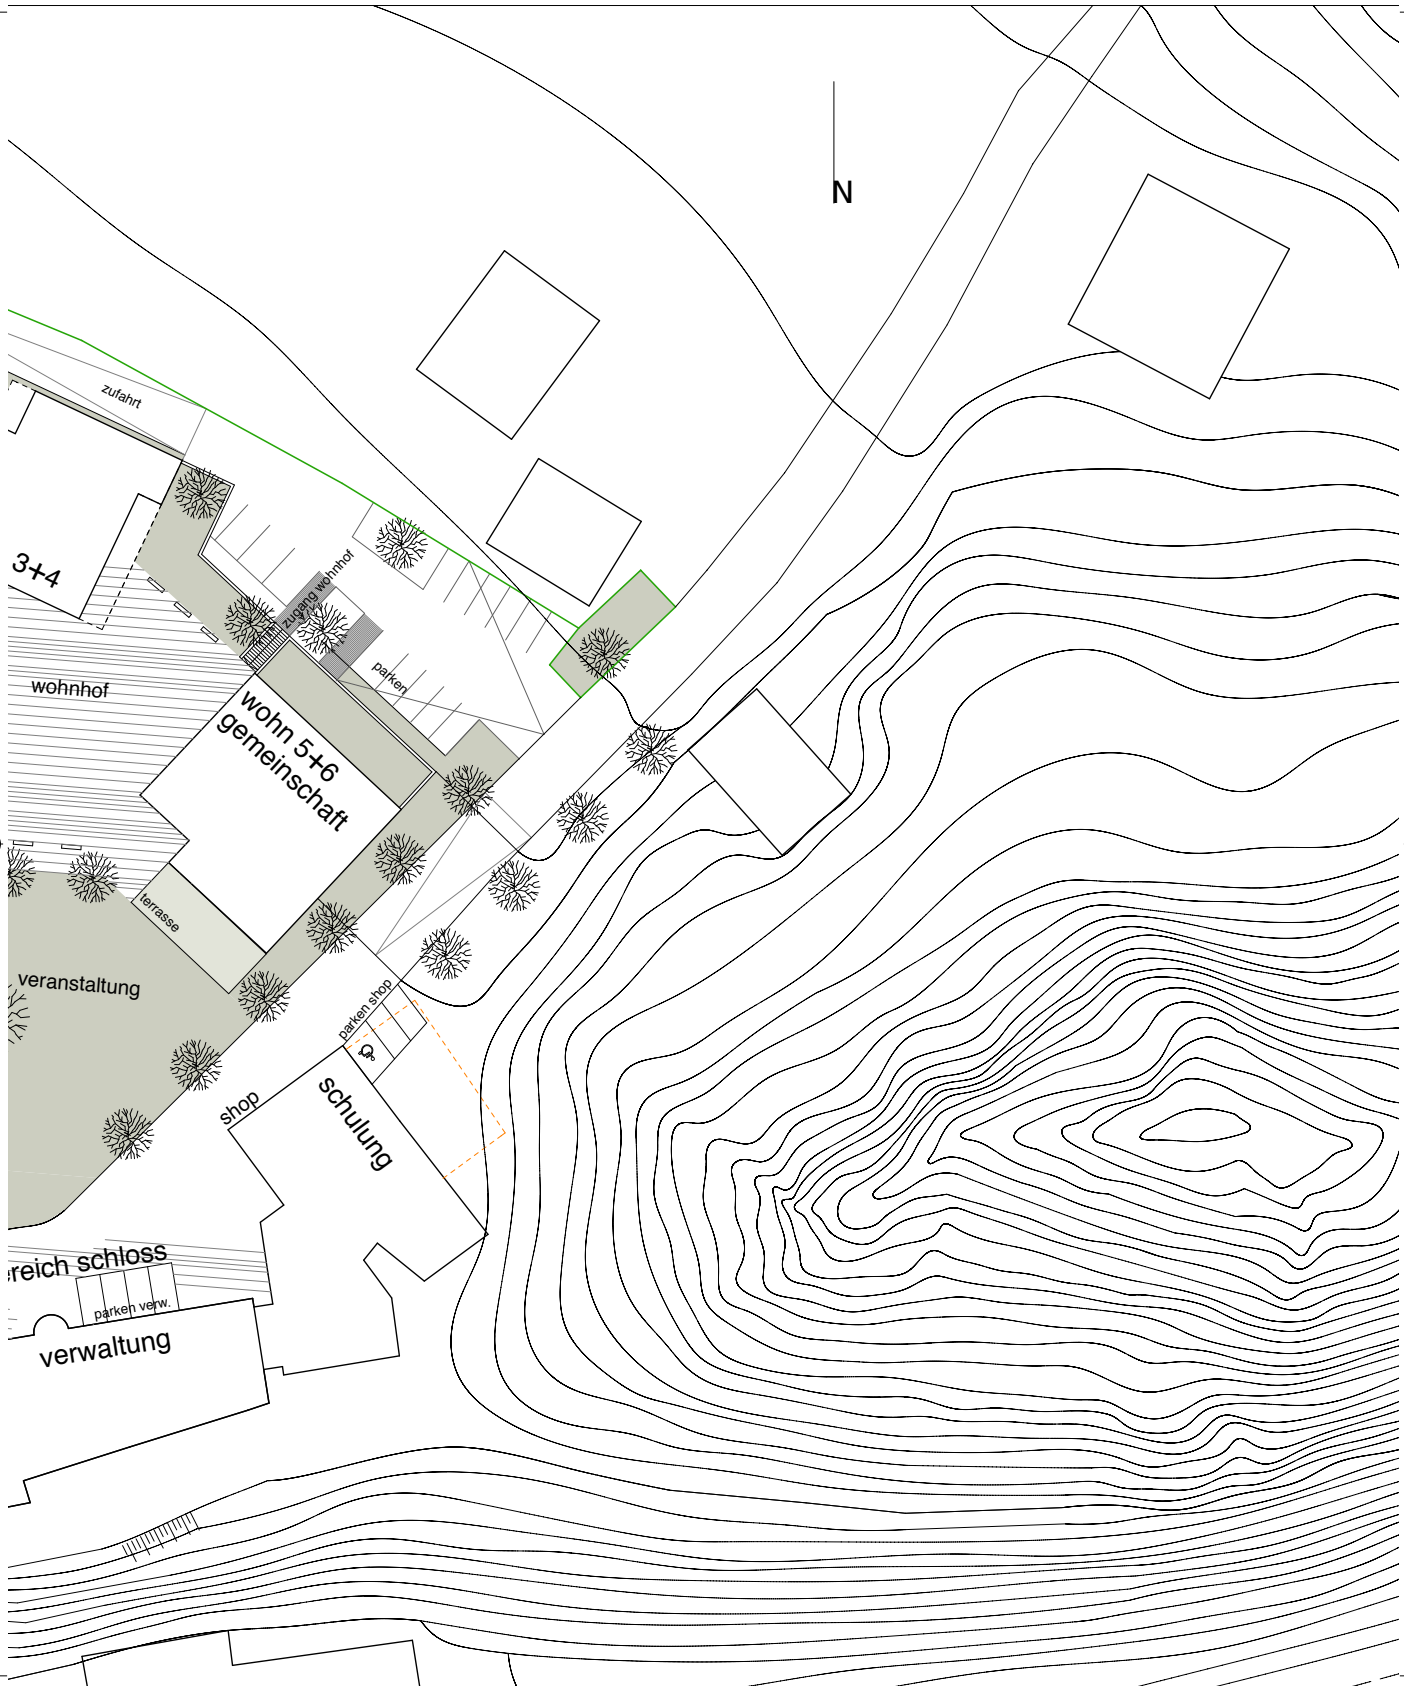 N
zufahrt
3+4
zugang wohnhof
parken
wohnhof
wohn 5+6
gemeinschaft
terrasse
veranstaltung
parken shop
shop
schulung
reich schloss
parken verw.
verwaltung